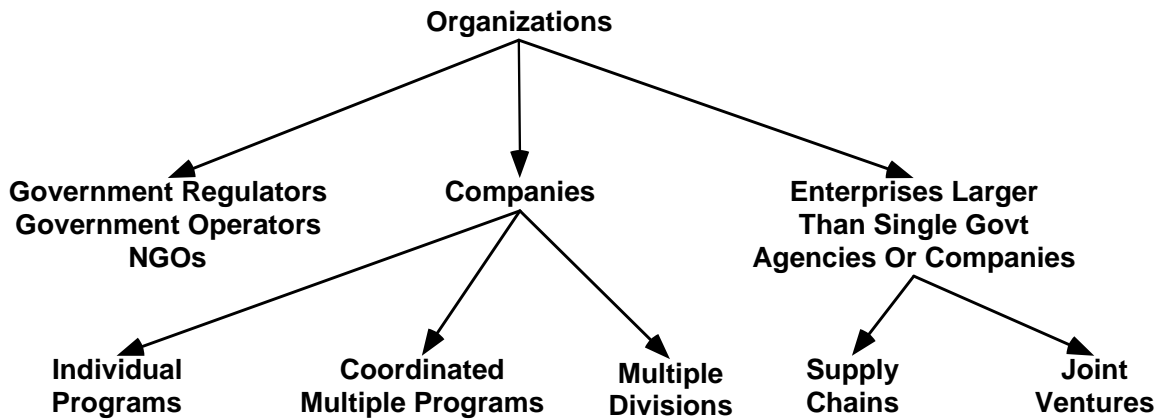 Organizations
Government Regulators
Government Operators
NGOs
Companies
Enterprises Larger
Than Single Govt
Agencies Or Companies
Individual
Programs
Coordinated
Multiple Programs
Multiple
Divisions
Supply
Chains
Joint
Ventures